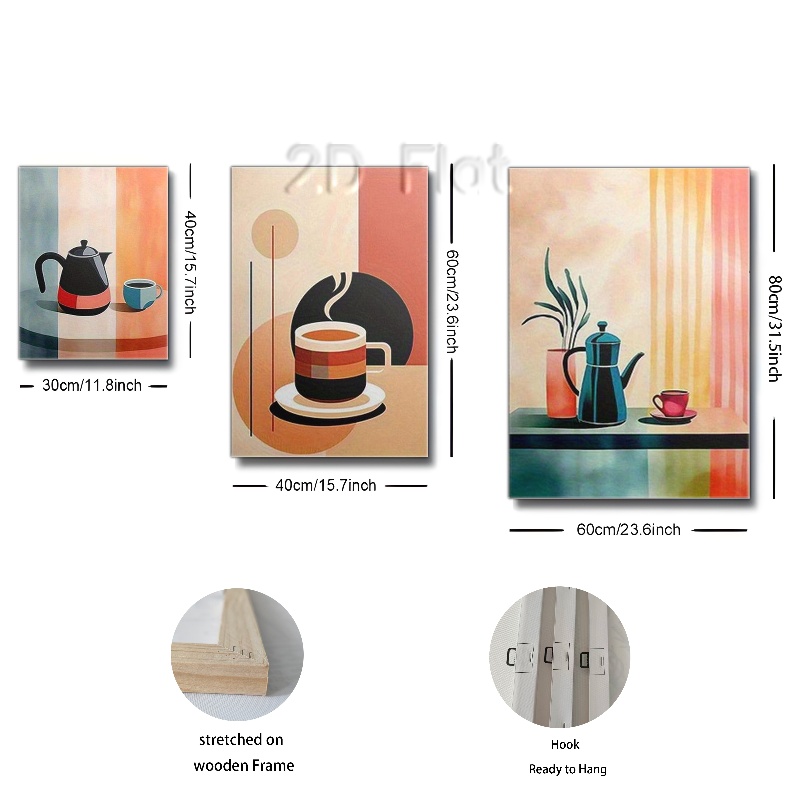 2D Flat
40cm/15.7inch
60cm/23.6inch
80cm/31.5inch
30cm/11.8inch
40cm/15.7inch
60cm/23.6inch
stretched on
wooden Frame
Hook
Ready to Hang